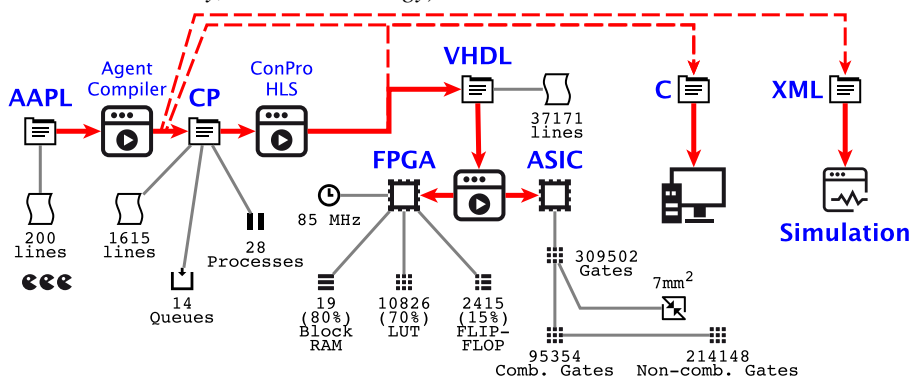 Agent
Compiler
ConPro
HLS
VHDL
AAPL
CP
C
XML
37171
lines
FPGA
ASIC
85 MHz
200
lines
1615
lines
28
Processes
Simulation
309502
Gates
7mm²
14
Queues
19
(80%)
Block
RAM
10826
(70%)
LUT
2415
(15%)
FLIP-
FLOP
95354
Comb. Gates
214148
Non-comb. Gates